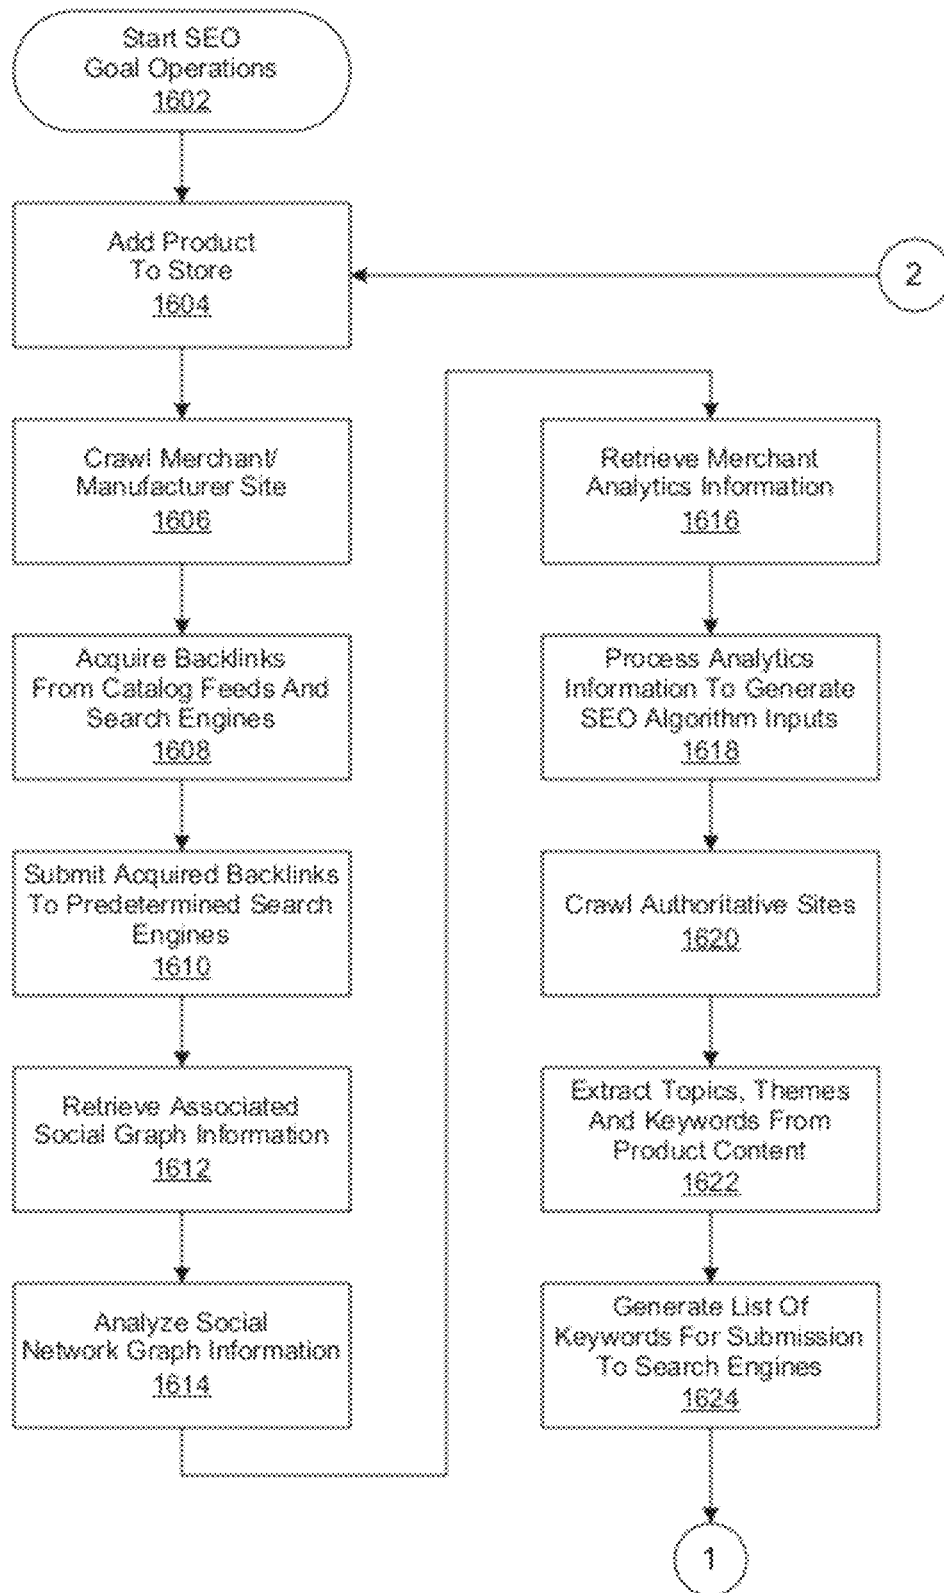 Start SEO
Goal Operations
1602
Add Product
To Store
1604
2
Crawl Merchant/
Manufacturer Site
1606
Acquire Backlinks
From Catalog Feeds And
Search Engines
1608
Submit Acquired Backlinks
To Predetermined Search
Engines
1610
Retrieve Associated
Social Graph Information
1612
Analyze Social
Network Graph Information
1614
Retrieve Merchant
Analytics Information
1616
Process Analytics
Information To Generate
SEO Algorithm Inputs
1618
Crawl Authoritative Sites
1620
Extract Topics, Themes
And Keywords From
Product Content
1622
Generate List Of
Keywords For Submission
To Search Engines
1624
1